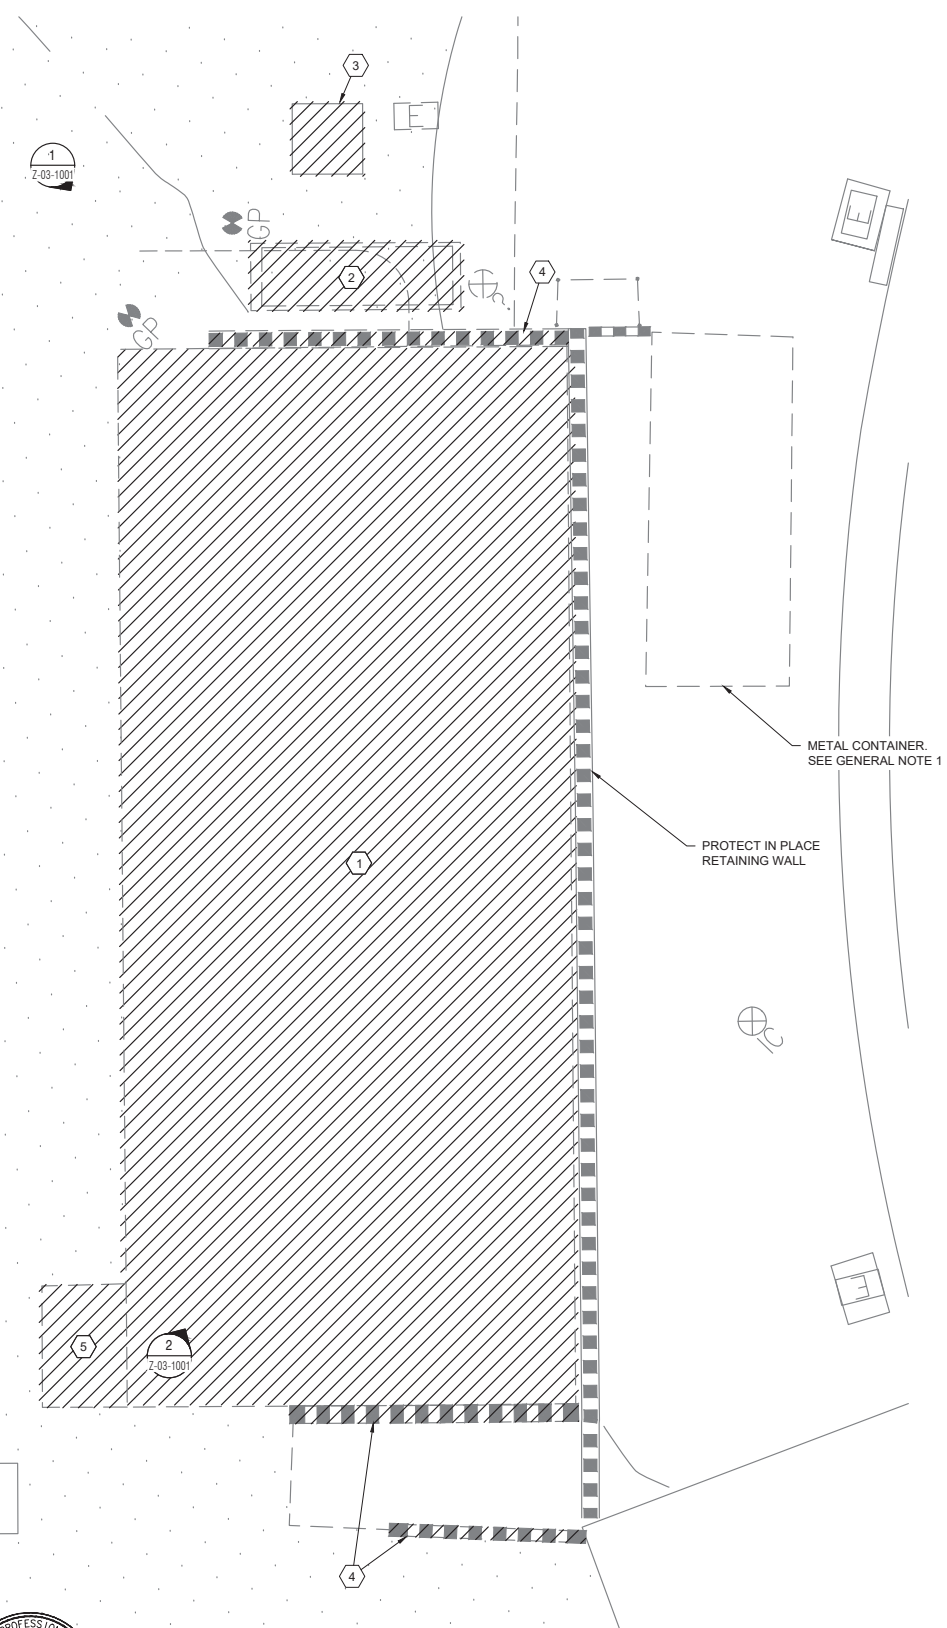 3
E
1
Z-03-1001
E
GP
2
4
GP
METAL CONTAINER.
SEE GENERAL NOTE 1
PROTECT IN PLACE
RETAINING WALL
1
C
E
5
2
Z-03-1001
4